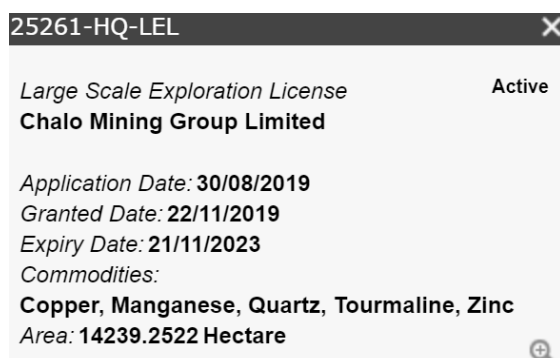 25261-HQ-LEL
Large Scale Exploration License Active
Chalo Mining Group Limited
Application Date: 30/08/2019
Granted Date: 22/11/2019
Expiry Date: 21/11/2023
Commodities:
Copper, Manganese, Quartz, Tourmaline, Zinc
Area: 14239.2522 Hectare